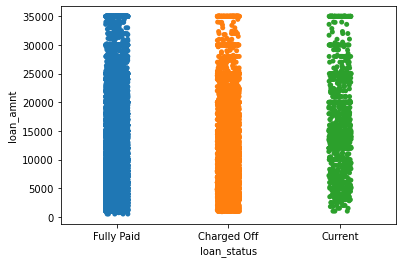 35000
30000
25000
20000
15000
10000
5000
0
loan_amnt
Fully Paid
Charged Off
Current
loan_status